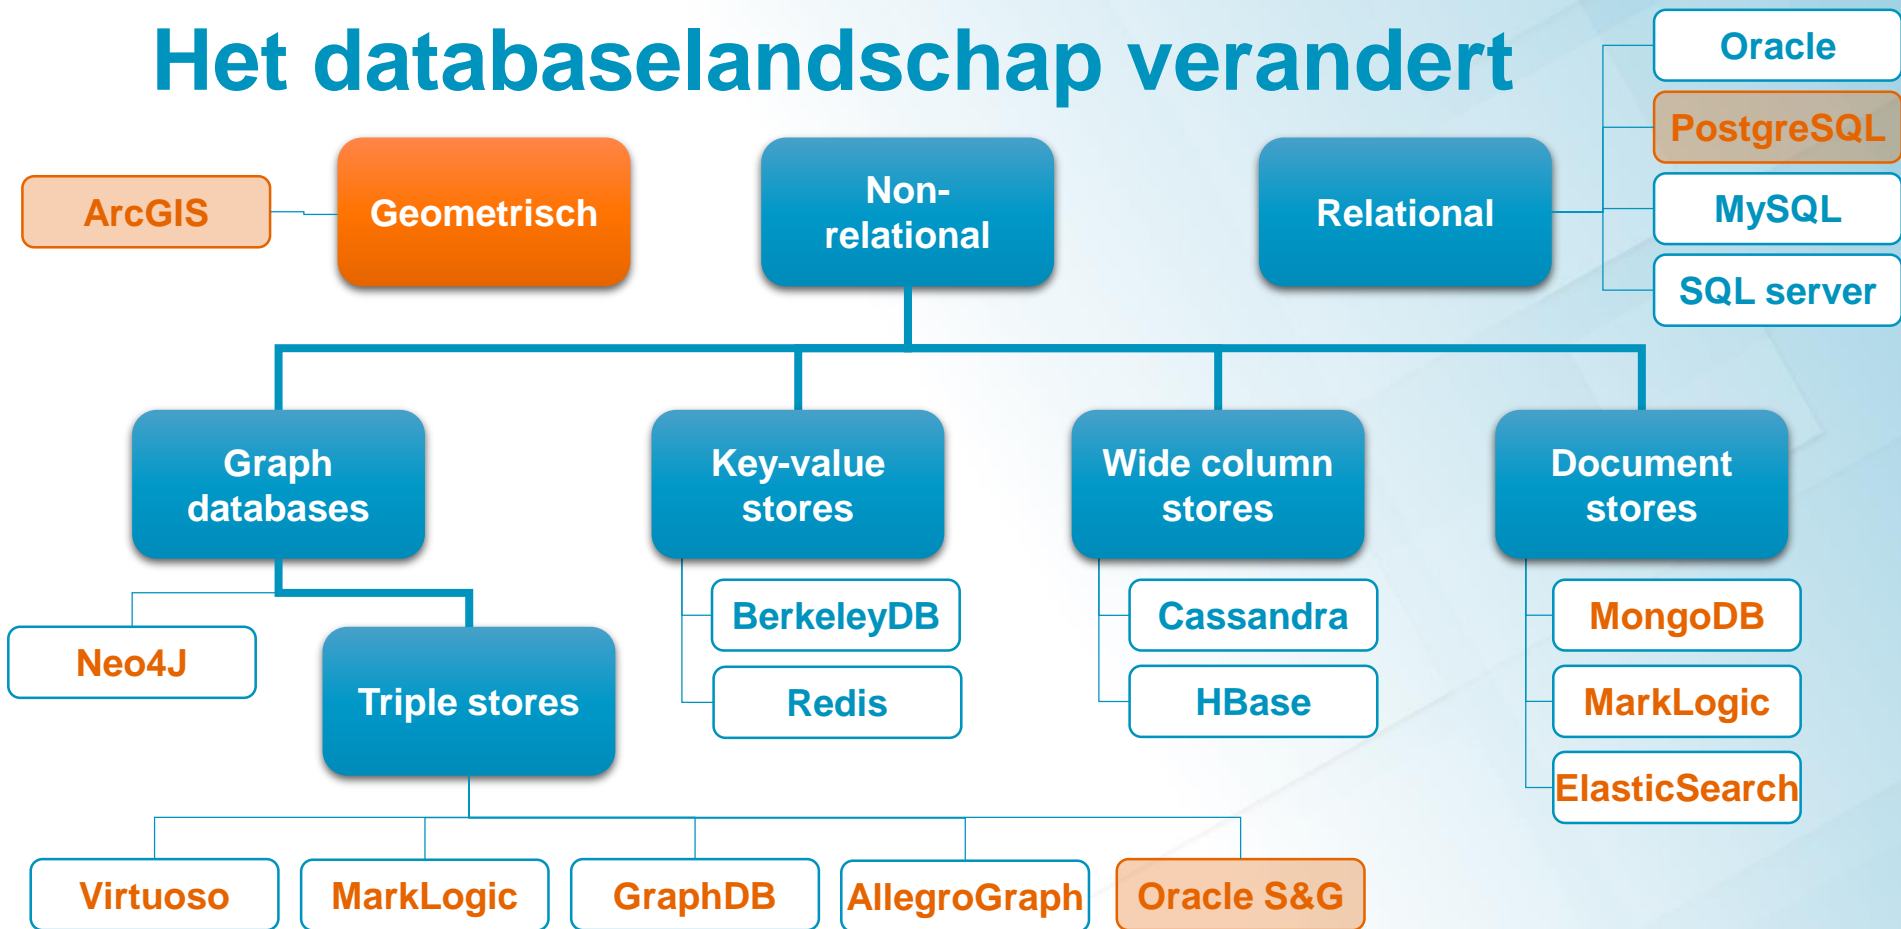 Het databaselandschap verandert
Oracle
PostgreSQL
MySQL
SQL server
ArcGIS
Geometrisch
Non-
relational
Relational
Graph
databases
Key-value
stores
Wide column
stores
Document
stores
Neo4J
Triple stores
BerkeleyDB
Redis
Cassandra
HBase
MongoDB
MarkLogic
ElasticSearch
Virtuoso
MarkLogic
GraphDB
AllegroGraph
Oracle S&G